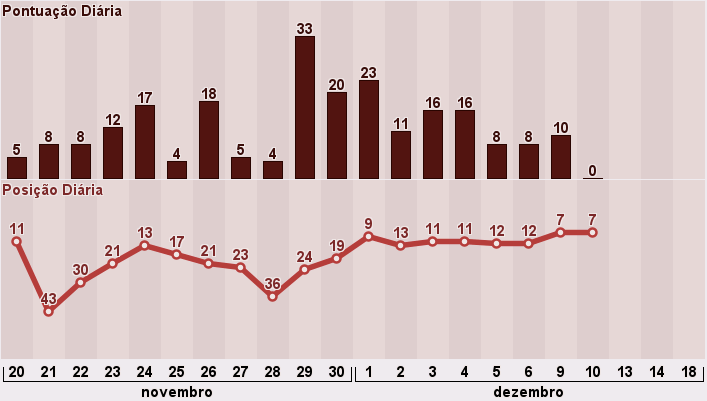 Pontuação Diária
5 8 8 12 17 4 18 5 4 33 20 23 11 16 16 8 8 10 0
Posição Diária
11 43 30 21 13 17 21 23 36 24 19 9 13 11 11 12 12 7 7
20 21 22 23 24 25 26 27 28 29 30 1 2 3 4 5 6 9 10 13 14 18
novembro dezembro